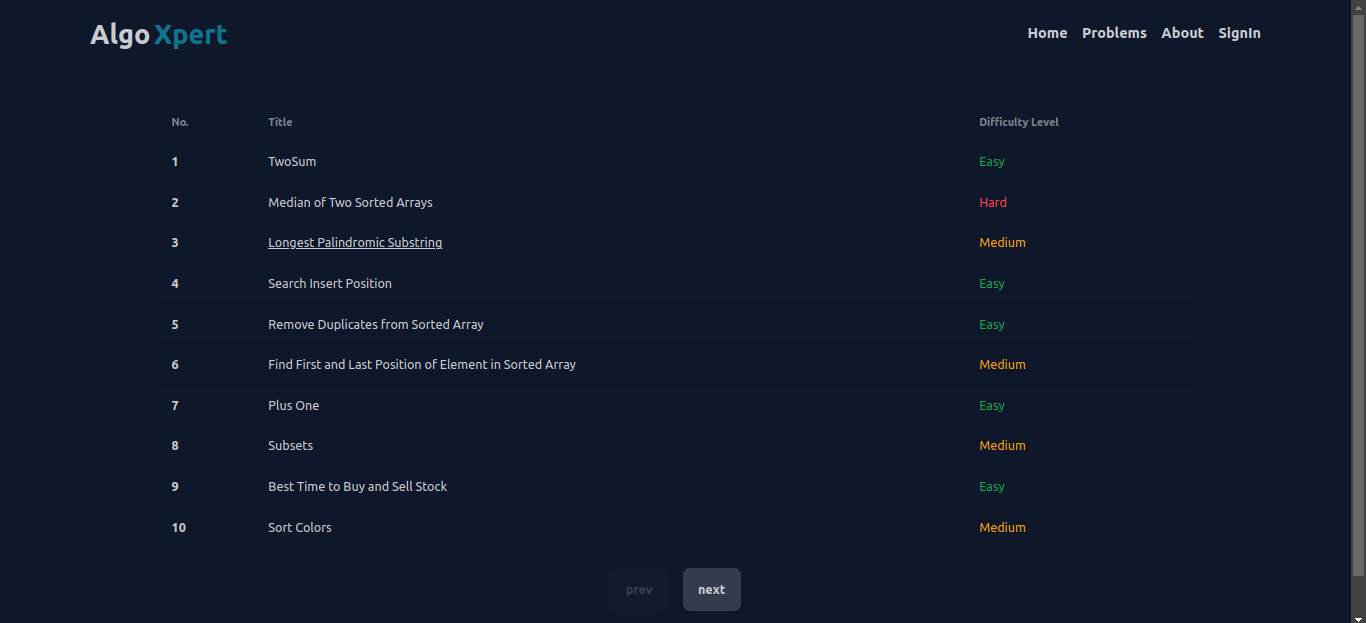 Algo Xpert Home Problems About SignIn
No. Title Difficulty Level
1 TwoSum Easy
2 Median of Two Sorted Arrays Hard
3 Longest Palindromic Substring Medium
4 Search Insert Position Easy
5 Remove Duplicates from Sorted Array Easy
6 Find First and Last Position of Element in Sorted Array Medium
7 Plus One Easy
8 Subsets Medium
9 Best Time to Buy and Sell Stock Easy
10 Sort Colors Medium
prev next